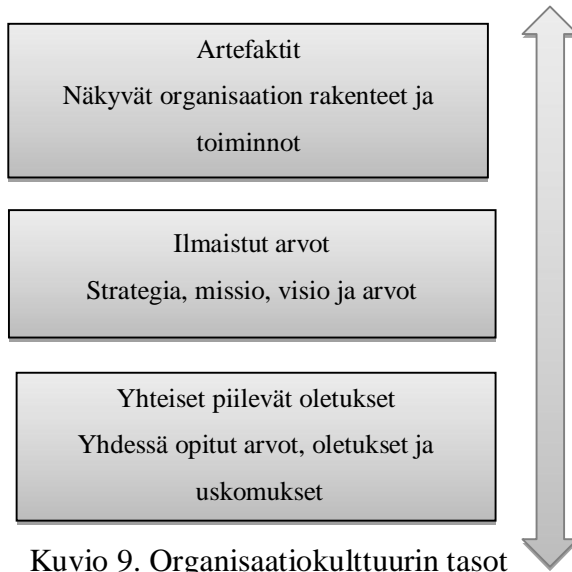 Artefaktit
Näkyvät organisaation rakenteet ja
toiminnot
Ilmaistut arvot
Strategia, missio, visio ja arvot
Yhteiset piilevät oletukset
Yhdessä opitut arvot, oletukset ja
uskomukset
Kuvio 9. Organisaatiokulttuurin tasot